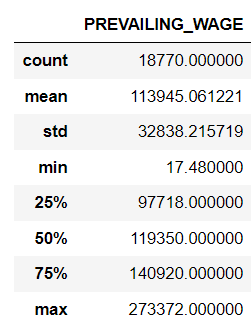 PREVAILING_WAGE
count 18770.000000
mean 113945.061221
std 32838.215719
min 17.480000
25% 97718.000000
50% 119350.000000
75% 140920.000000
max 273372.000000